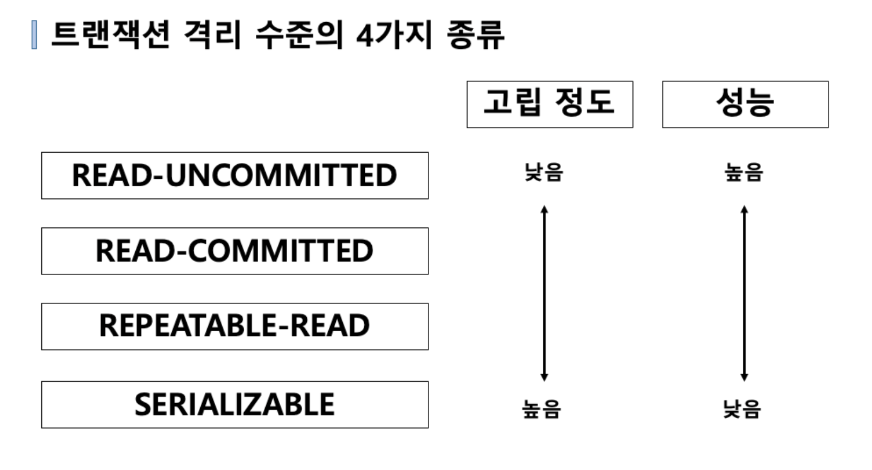 트랜잭션 격리 수준의 4가지 종류
고립 정도 성능
READ-UNCOMMITTED 낮음 높음
READ-COMMITTED
REPEATABLE-READ
SERIALIZABLE 높음 낮음